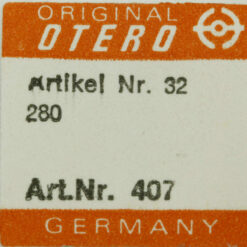 ORIGINAL
OTERO
Artikel Nr. 32
280
Art.Nr. 407
GERMANY